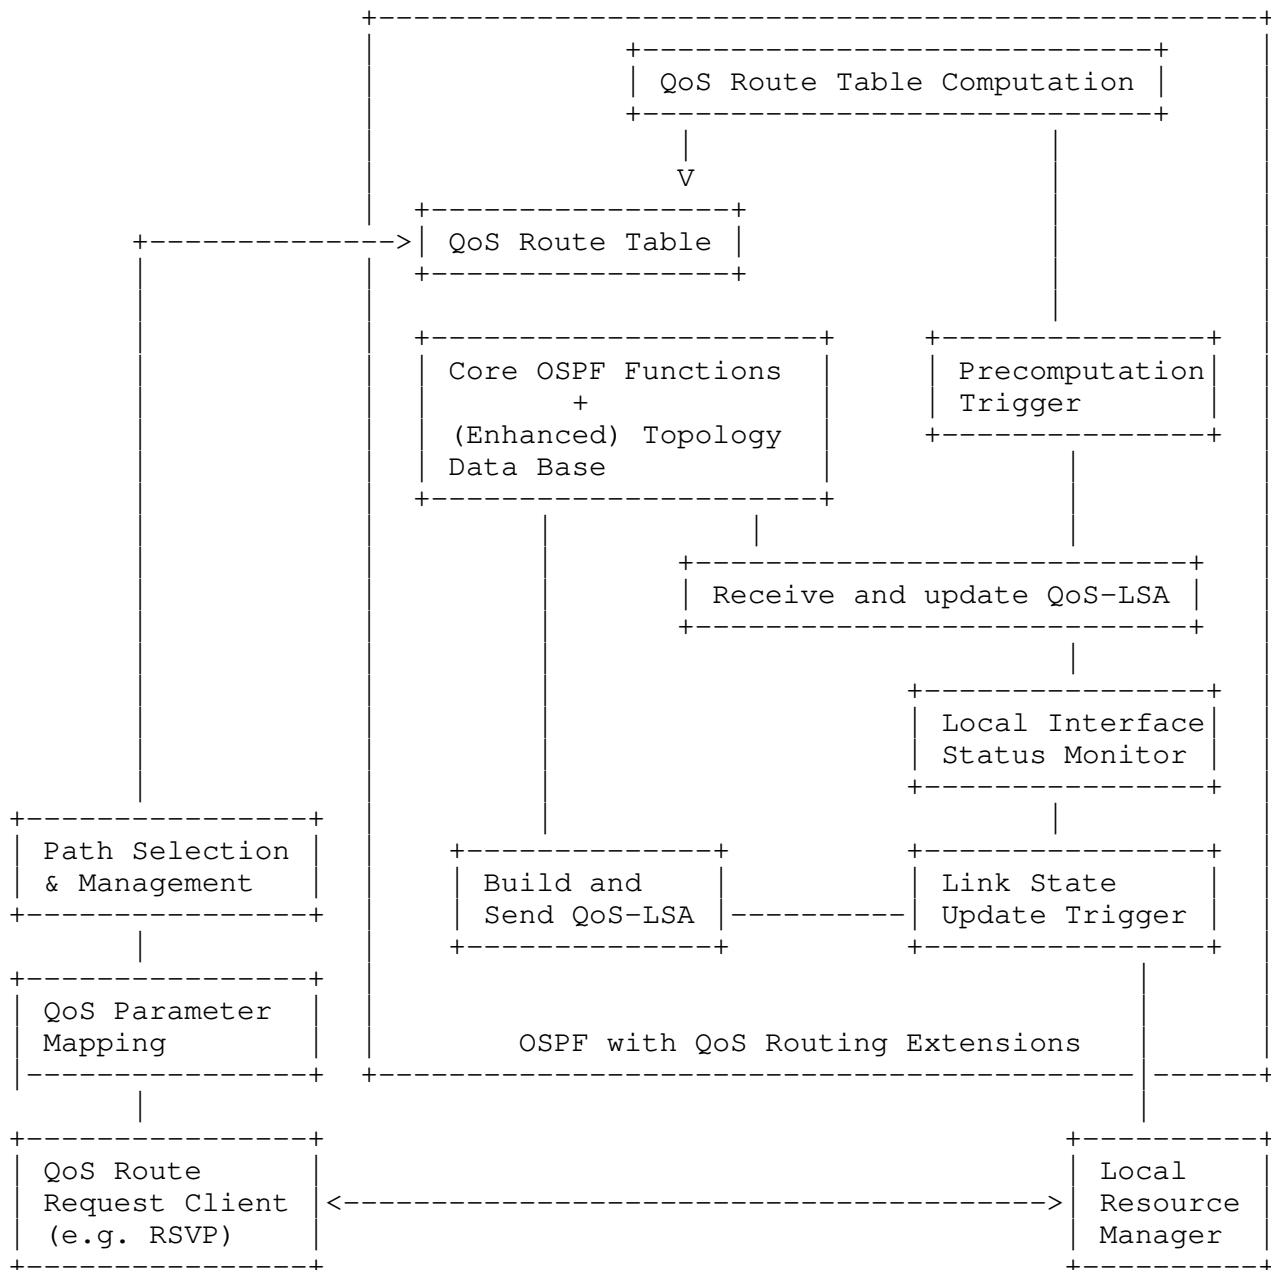 QoS Route Table Computation
V
QoS Route Table
Core OSPF Functions
+
(Enhanced) Topology
Data Base
Precomputation
Trigger
Receive and update QoS-LSA
Local Interface
Status Monitor
Path Selection
& Management
Build and
Send QoS-LSA
Link State
Update Trigger
QoS Parameter
Mapping
OSPF with QoS Routing Extensions
QoS Route
Request Client
(e.g. RSVP)
Local
Resource
Manager